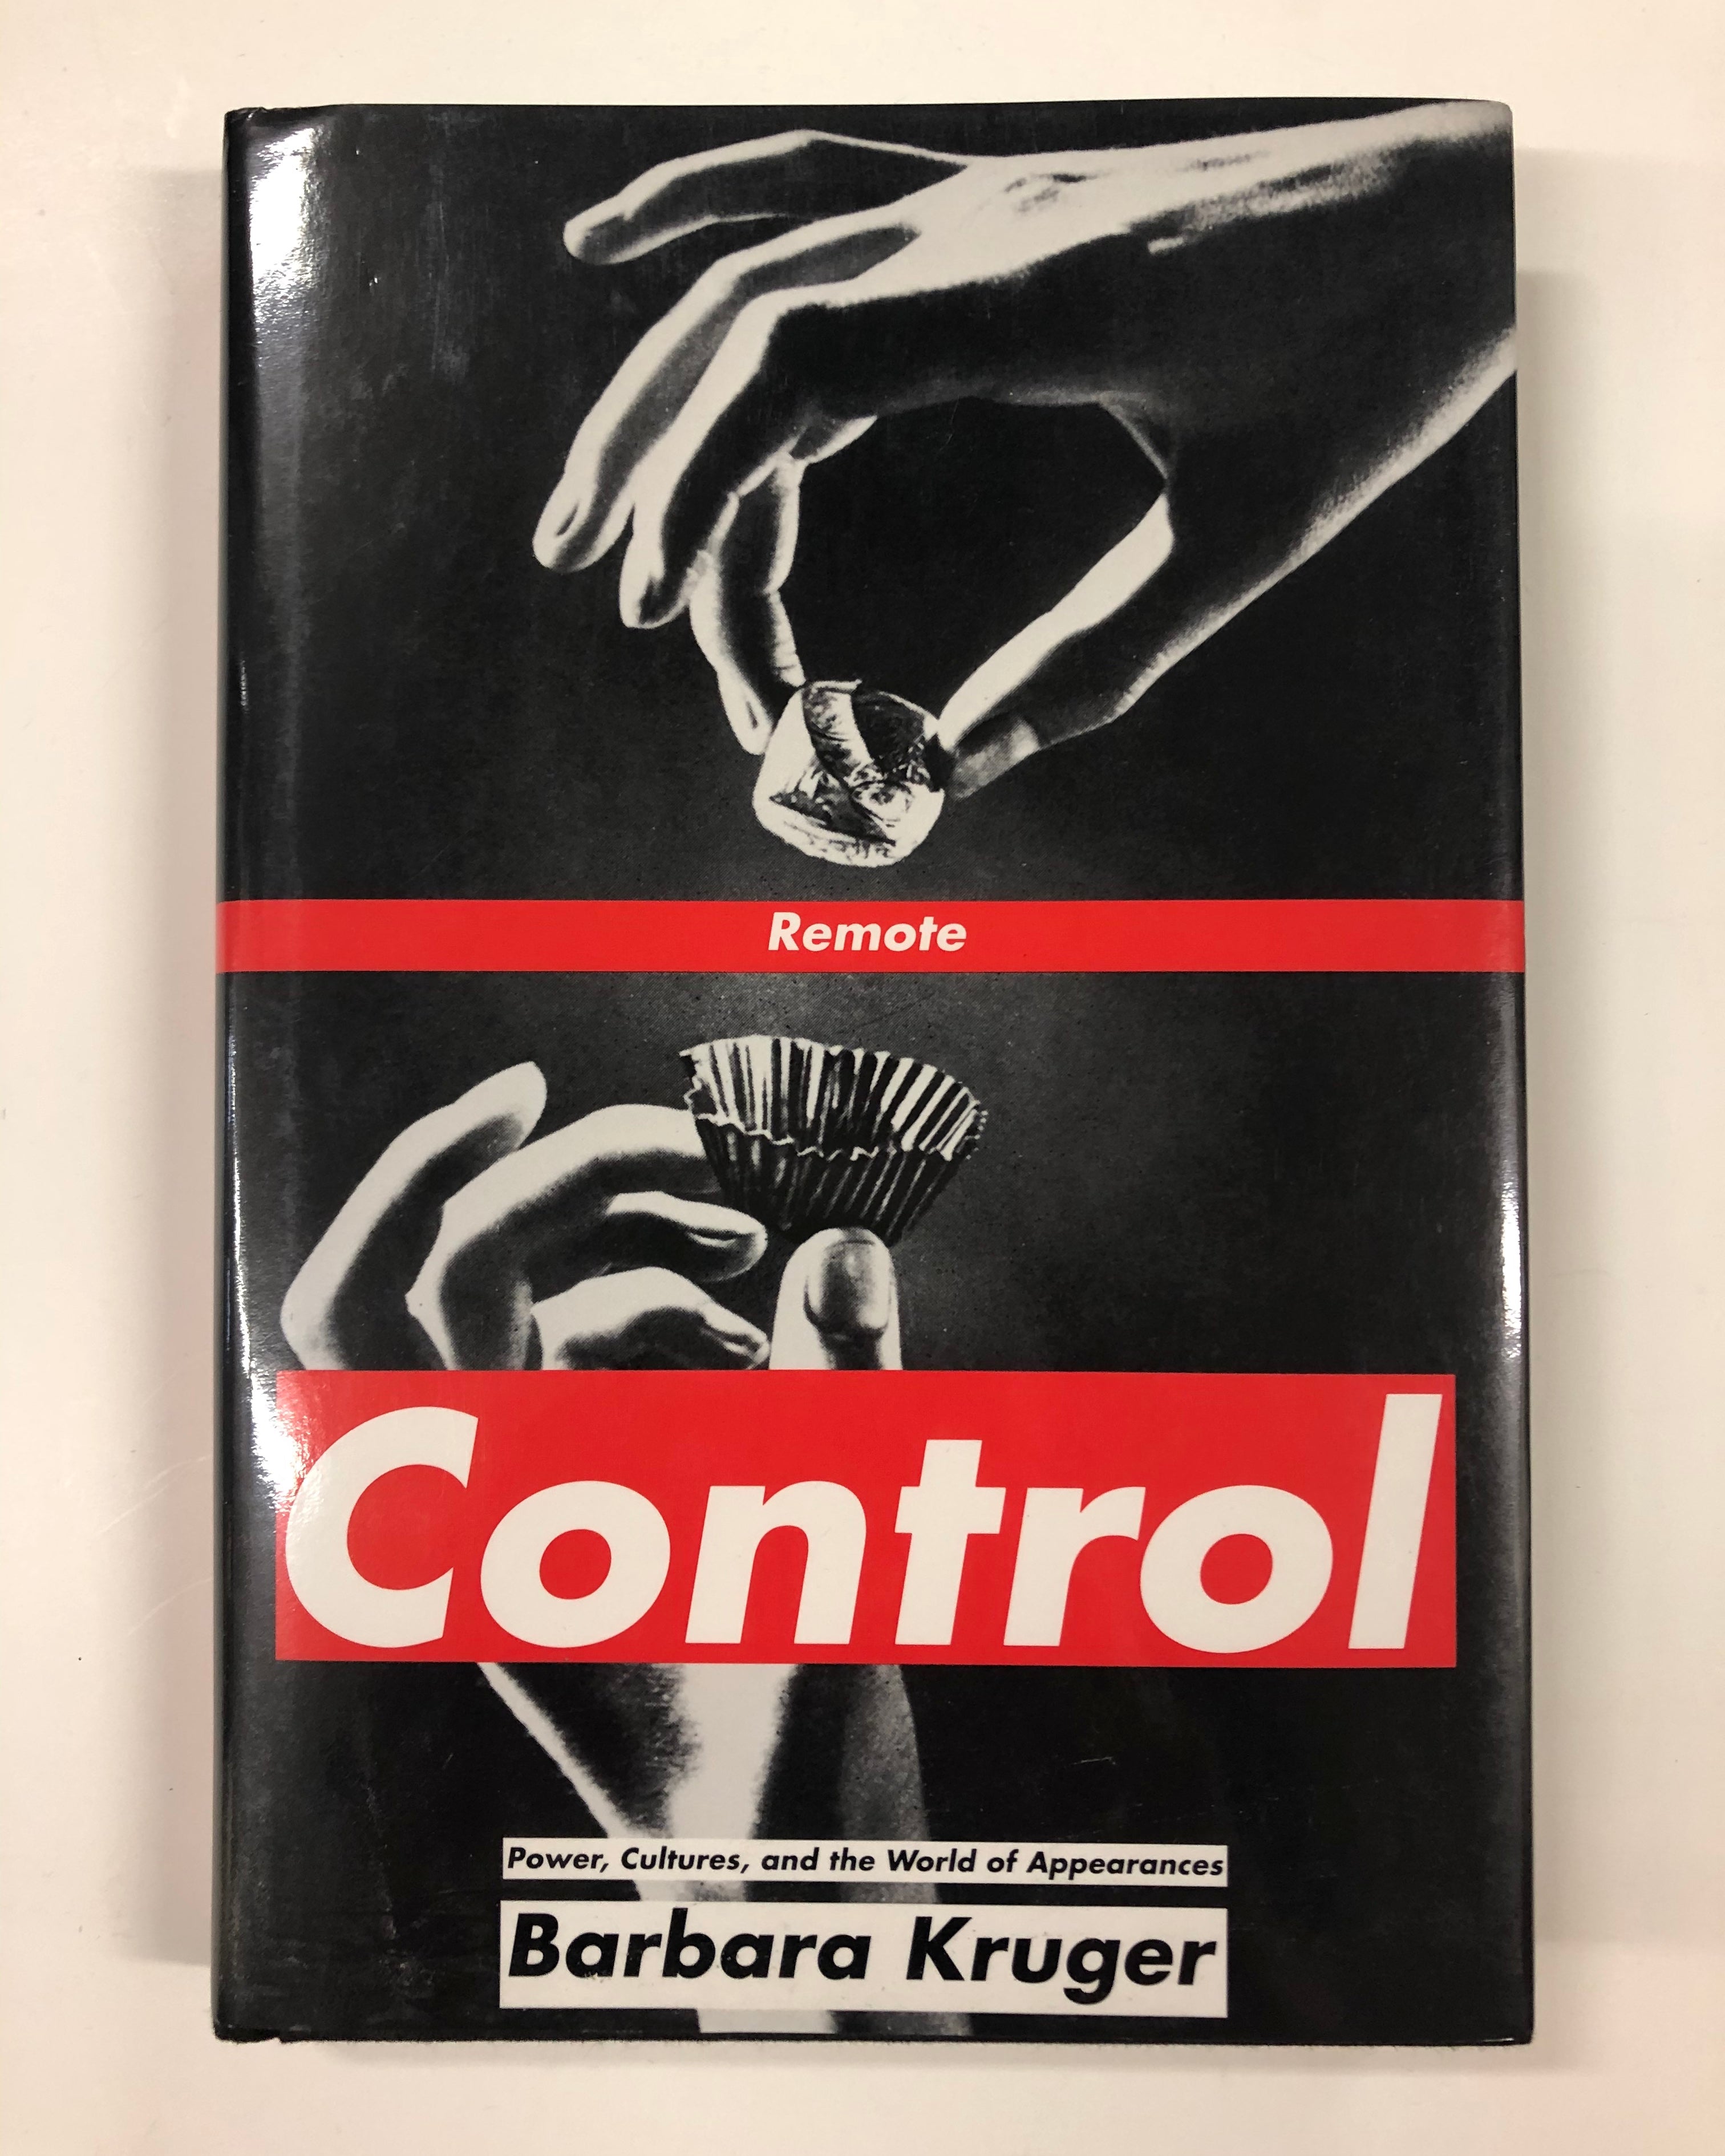 Remote
Control
Power, Cultures, and the World of Appearances
Barbara Kruger